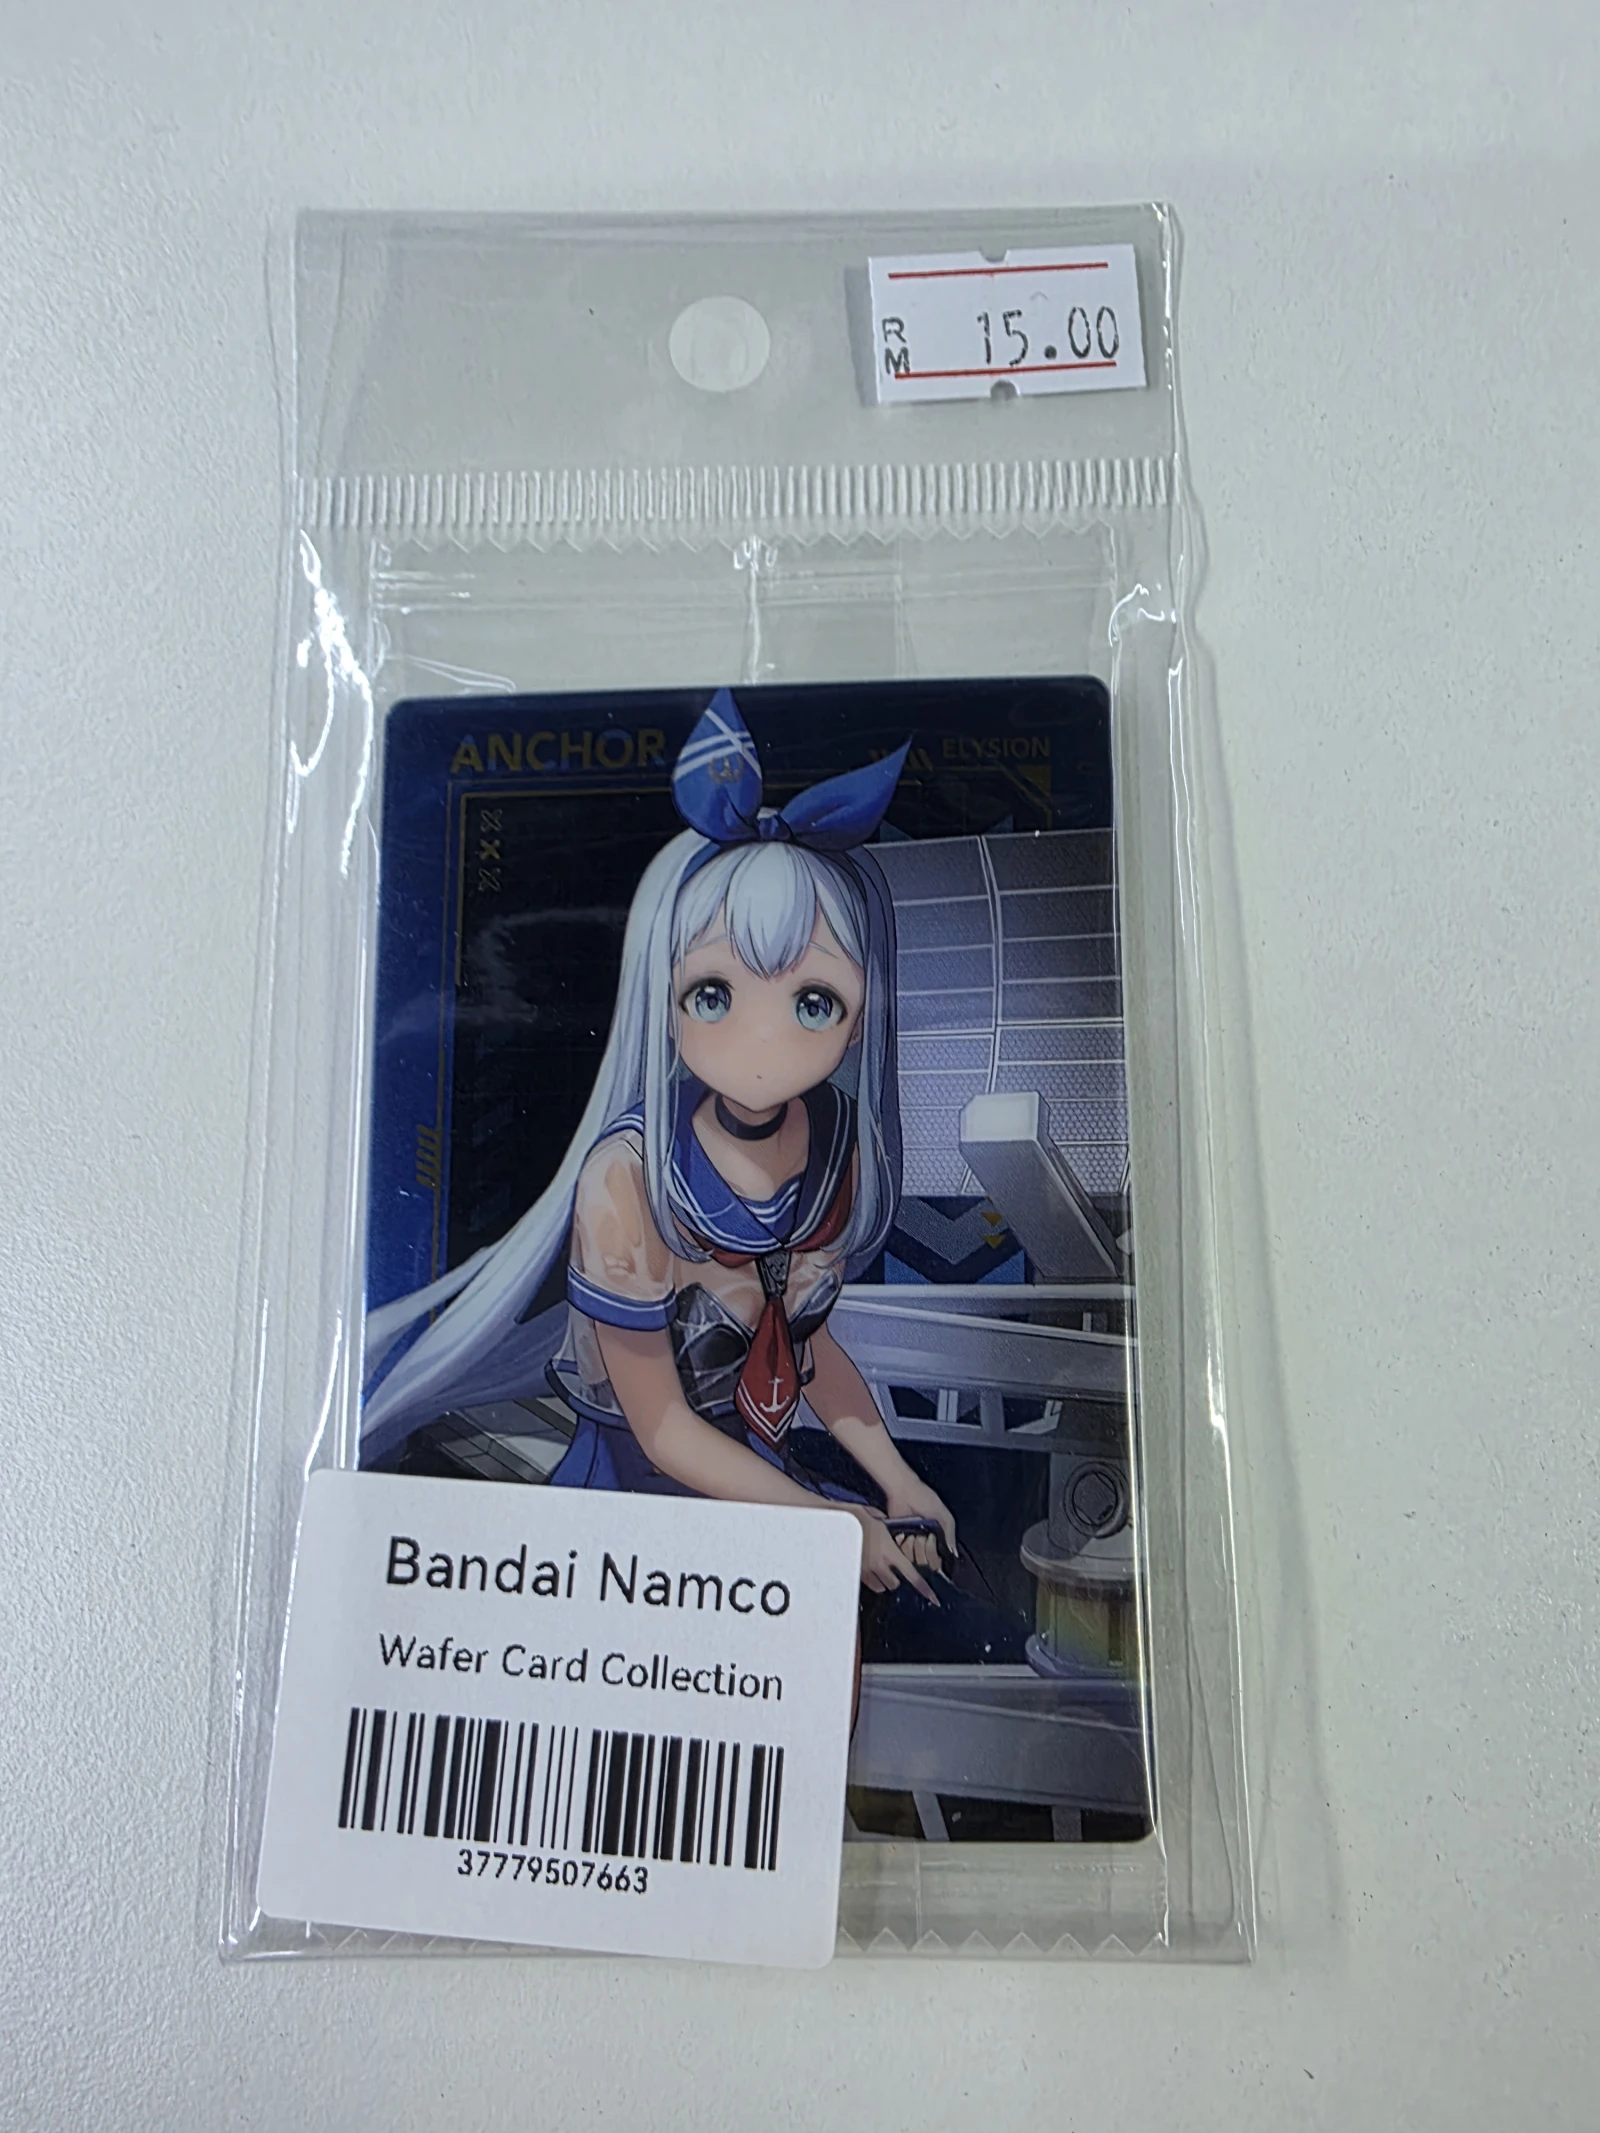 RM 15.00
ANCHOR
ELYSION
Bandai Namco
Wafer Card Collection
37779507663